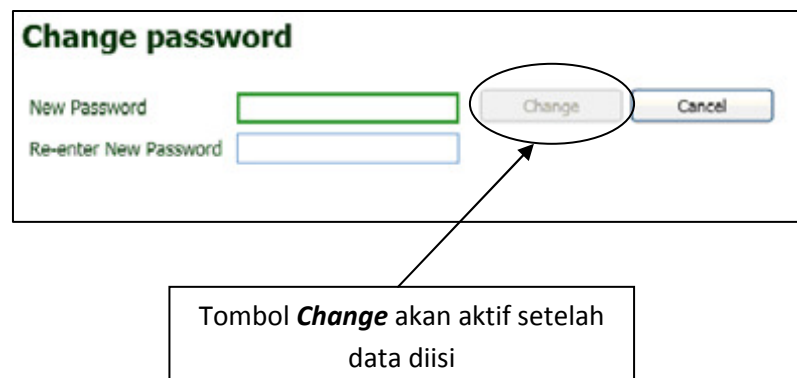 Change password
New Password Change Cancel
Re-enter New Password
Tombol Change akan aktif setelah
data diisi